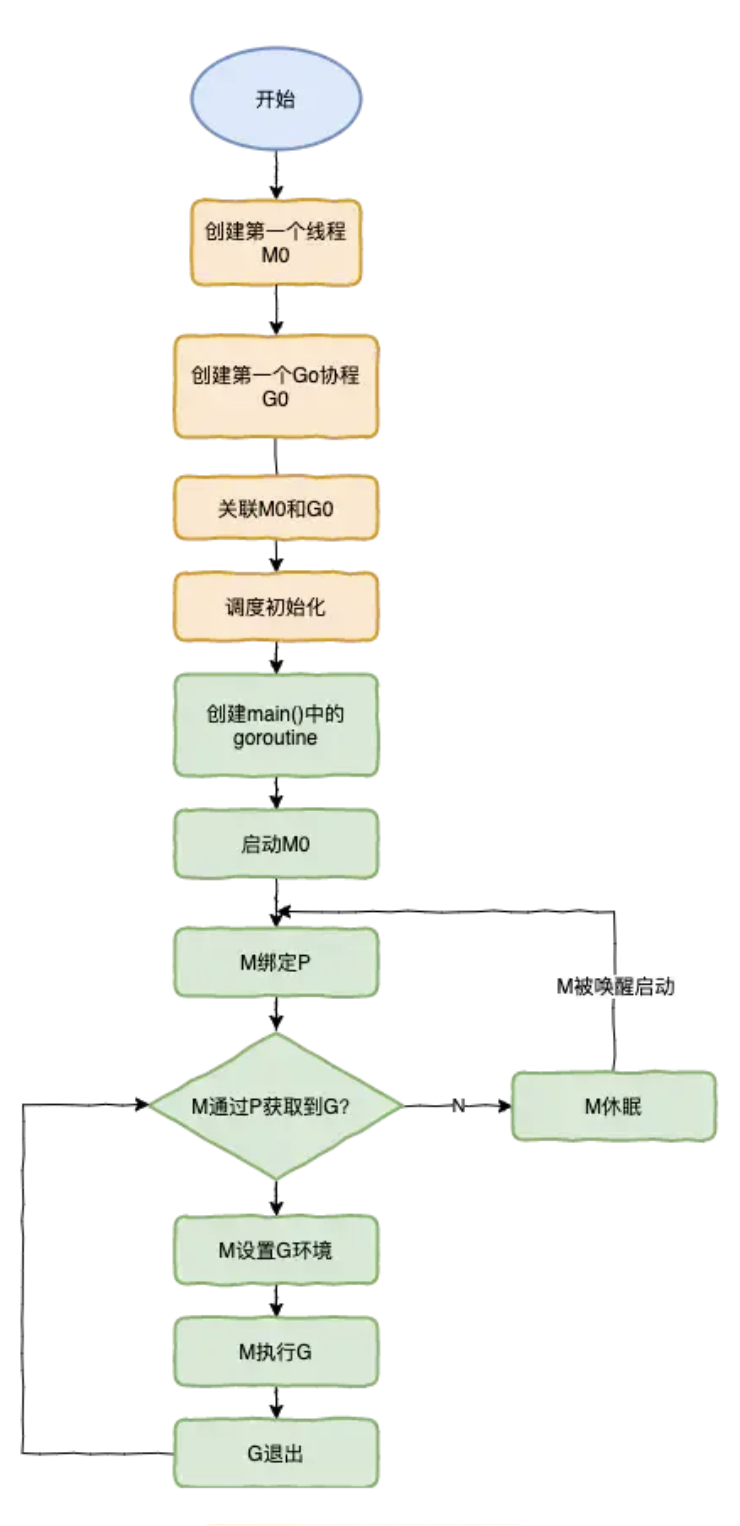 开始
创建第一个线程
M0
创建第一个Go协程
G0
关联M0和G0
调度初始化
创建main()中的
goroutine
启动M0
M绑定P
M被唤醒启动
M通过P获取到G?
N
M休眠
M设置G环境
M执行G
G退出